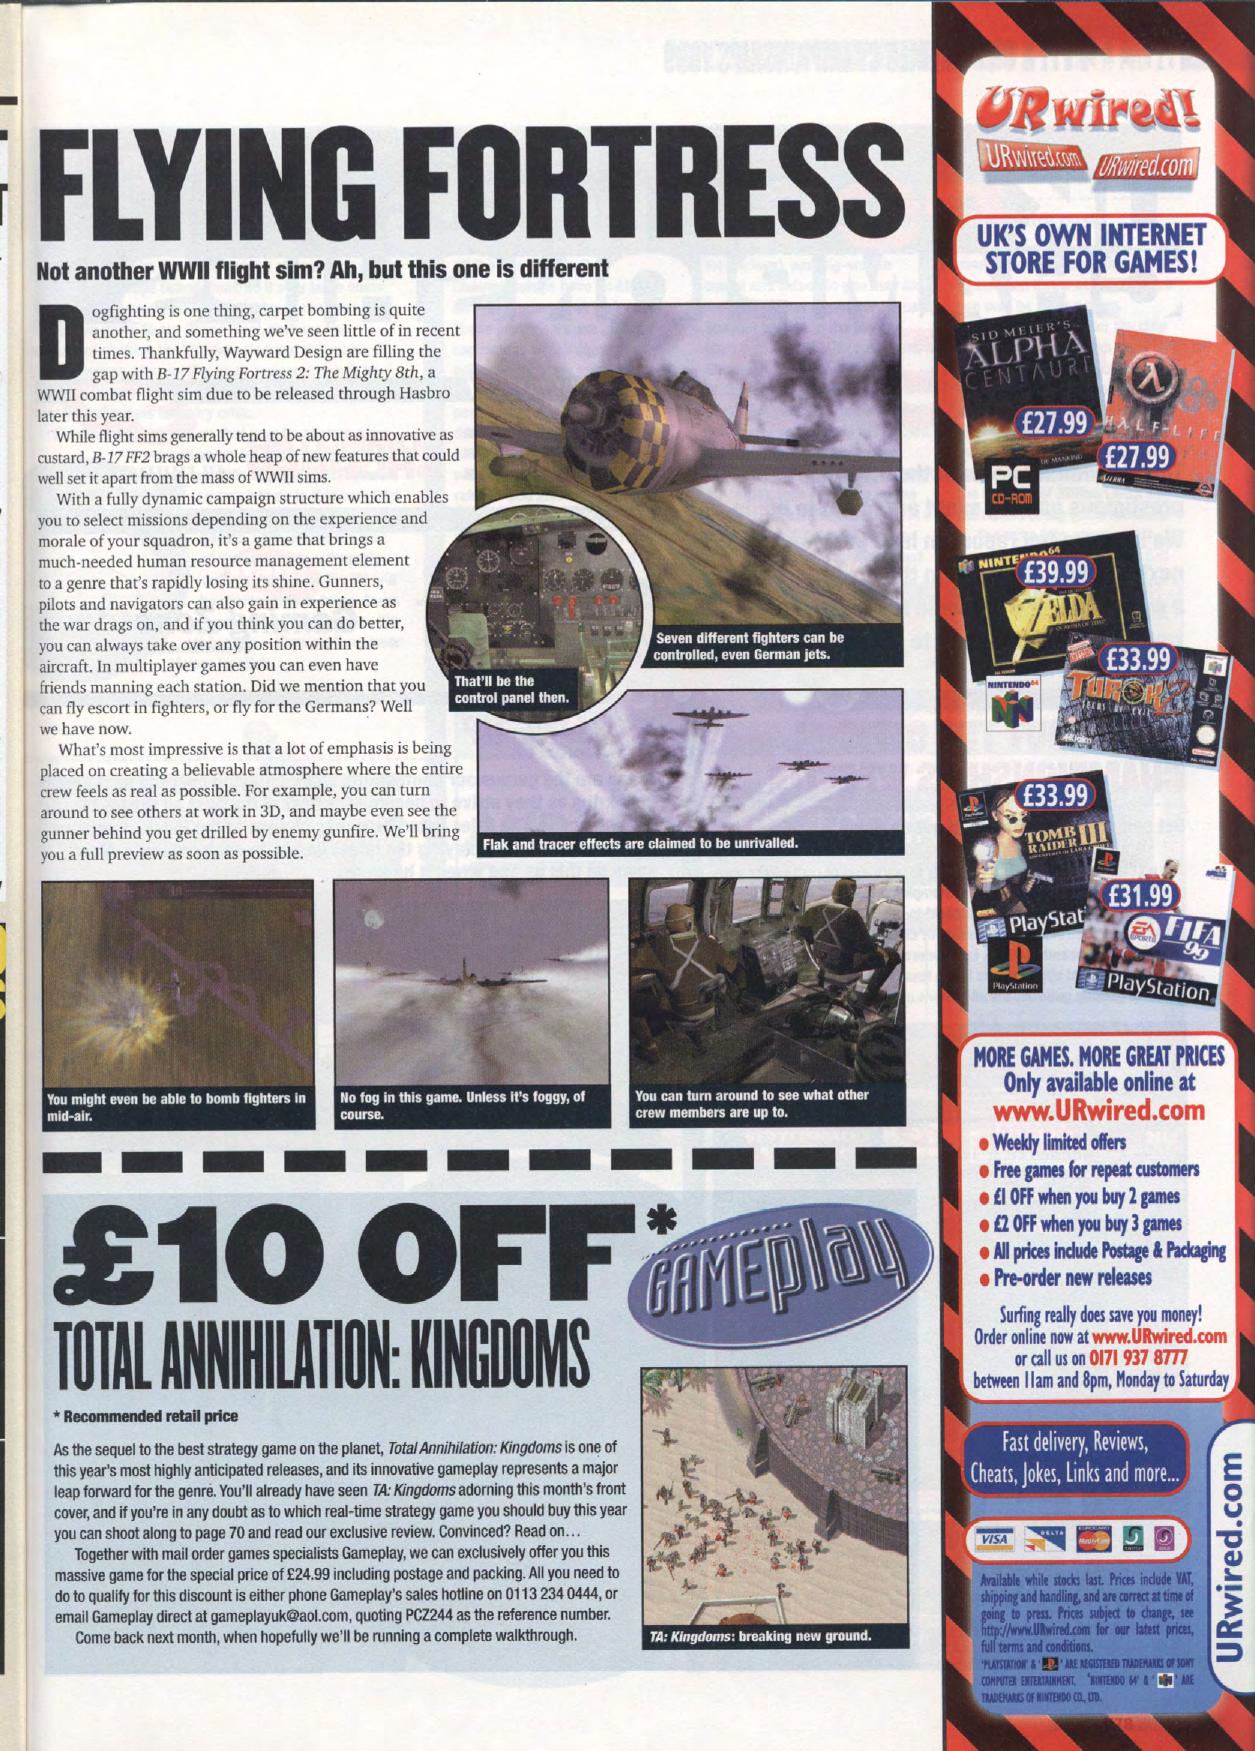 FLYING FORTRESS
Not another WWII flight sim? Ah, but this one is different
Dogfighting is one thing, carpet bombing is quite
another, and something we've seen little of in recent
times. Thankfully, Wayward Design are filling the
gap with B-17 Flying Fortress 2: The Mighty 8th, a
WWII combat flight sim due to be released through Hasbro
later this year.
While flight sims generally tend to be about as innovative as
custard, B-17 FF2 brags a whole heap of new features that could
well set it apart from the mass of WWII sims.
With a fully dynamic campaign structure which enables
you to select missions depending on the experience and
morale of your squadron, it's a game that brings a
much-needed human resource management element
to a genre that's rapidly losing its shine. Gunners,
pilots and navigators can also gain in experience as
the war drags on, and if you think you can do better,
you can always take over any position within the
aircraft. In multiplayer games you can even have
friends manning each station. Did we mention that you
can fly escort in fighters, or fly for the Germans? Well
we have now.
What's most impressive is that a lot of emphasis is being
placed on creating a believable atmosphere where the entire
crew feels as real as possible. For example, you can turn
around to see others at work in 3D, and maybe even see the
gunner behind you get drilled by enemy gunfire. We'll bring
you a full preview as soon as possible.
Seven different fighters can be
controlled, even German jets.
That'll be the
control panel then.
Flak and tracer effects are claimed to be unrivalled.
You might even be able to bomb fighters in
mid-air.
No fog in this game. Unless it's foggy, of
course.
You can turn around to see what other
crew members are up to.
£10 OFF*
GAMEplay
TOTAL ANNIHILATION: KINGDOMS
* Recommended retail price
As the sequel to the best strategy game on the planet, Total Annihilation: Kingdoms is one of
this year's most highly anticipated releases, and its innovative gameplay represents a major
leap forward for the genre. You'll already have seen TA: Kingdoms adorning this month's front
cover, and if you're in any doubt as to which real-time strategy game you should buy this year
you can shoot along to page 70 and read our exclusive review. Convinced? Read on...
Together with mail order games specialists Gameplay, we can exclusively offer you this
massive game for the special price of £24.99 including postage and packing. All you need to
do to qualify for this discount is either phone Gameplay's sales hotline on 0113 234 0444, or
email Gameplay direct at gameplayuk@aol.com, quoting PCZ244 as the reference number.
Come back next month, when hopefully we'll be running a complete walkthrough.
TA: Kingdoms: breaking new ground.
URwired!
URwired.com URwired.com
UK'S OWN INTERNET
STORE FOR GAMES!
SID MEIER'S
ALPHA
CENTAURI
£27.99
HALF-LIFE
£27.99
PC
CD-ROM
NINTENDO 64
£39.99
ZELDA
£33.99
NINTENDO 64
TUROK 2
£33.99
TOMB
RAIDER III
PlayStat
£31.99
EA SPORTS
FIFA
99
PlayStation
PlayStation
MORE GAMES. MORE GREAT PRICES
Only available online at
www.URwired.com
• Weekly limited offers
• Free games for repeat customers
• £1 OFF when you buy 2 games
• £2 OFF when you buy 3 games
• All prices include Postage & Packaging
• Pre-order new releases
Surfing really does save you money!
Order online now at www.URwired.com
or call us on 0171 937 8777
between 11am and 8pm, Monday to Saturday
Fast delivery, Reviews,
Cheats, Jokes, Links and more...
VISA DELTA MasterCard SWITCH
Available while stocks last. Prices include VAT,
shipping and handling, and are correct at time of
going to press. Prices subject to change, see
http://www.URwired.com for our latest prices,
full terms and conditions.
'PLAYSTATION' & ' ' ARE REGISTERED TRADEMARKS OF SONY
COMPUTER ENTERTAINMENT. 'NINTENDO 64' & ' ' ARE
TRADEMARKS OF NINTENDO CO., LTD.
URwired.com